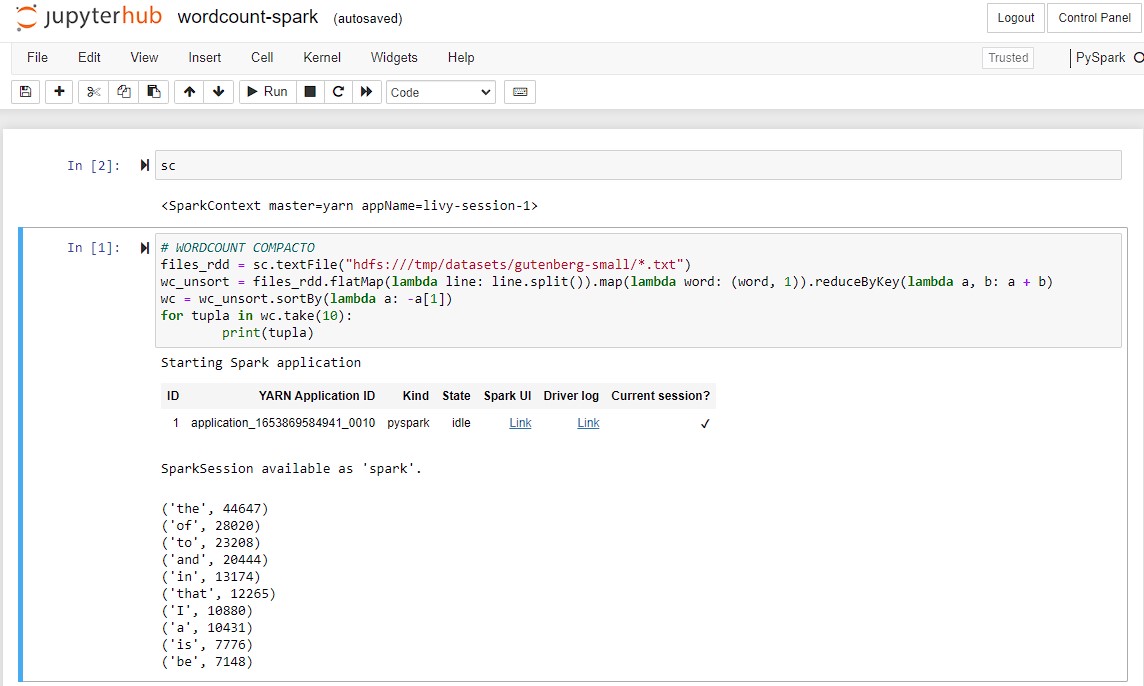 jupyterhub wordcount-spark (autosaved) Logout Control Panel
File Edit View Insert Cell Kernel Widgets Help Trusted PySpark
Run Code
In [2]: sc
<SparkContext master=yarn appName=livy-session-1>
In [1]: # WORDCOUNT COMPACTO
files_rdd = sc.textFile("hdfs:///tmp/datasets/gutenberg-small/*.txt")
wc_unsort = files_rdd.flatMap(lambda line: line.split()).map(lambda word: (word, 1)).reduceByKey(lambda a, b: a + b)
wc = wc_unsort.sortBy(lambda a: -a[1])
for tupla in wc.take(10):
        print(tupla)
Starting Spark application
ID YARN Application ID Kind State Spark UI Driver log Current session?
1 application_1653869584941_0010 pyspark idle Link Link ✓
SparkSession available as 'spark'.
('the', 44647)
('of', 28020)
('to', 23208)
('and', 20444)
('in', 13174)
('that', 12265)
('I', 10880)
('a', 10431)
('is', 7776)
('be', 7148)